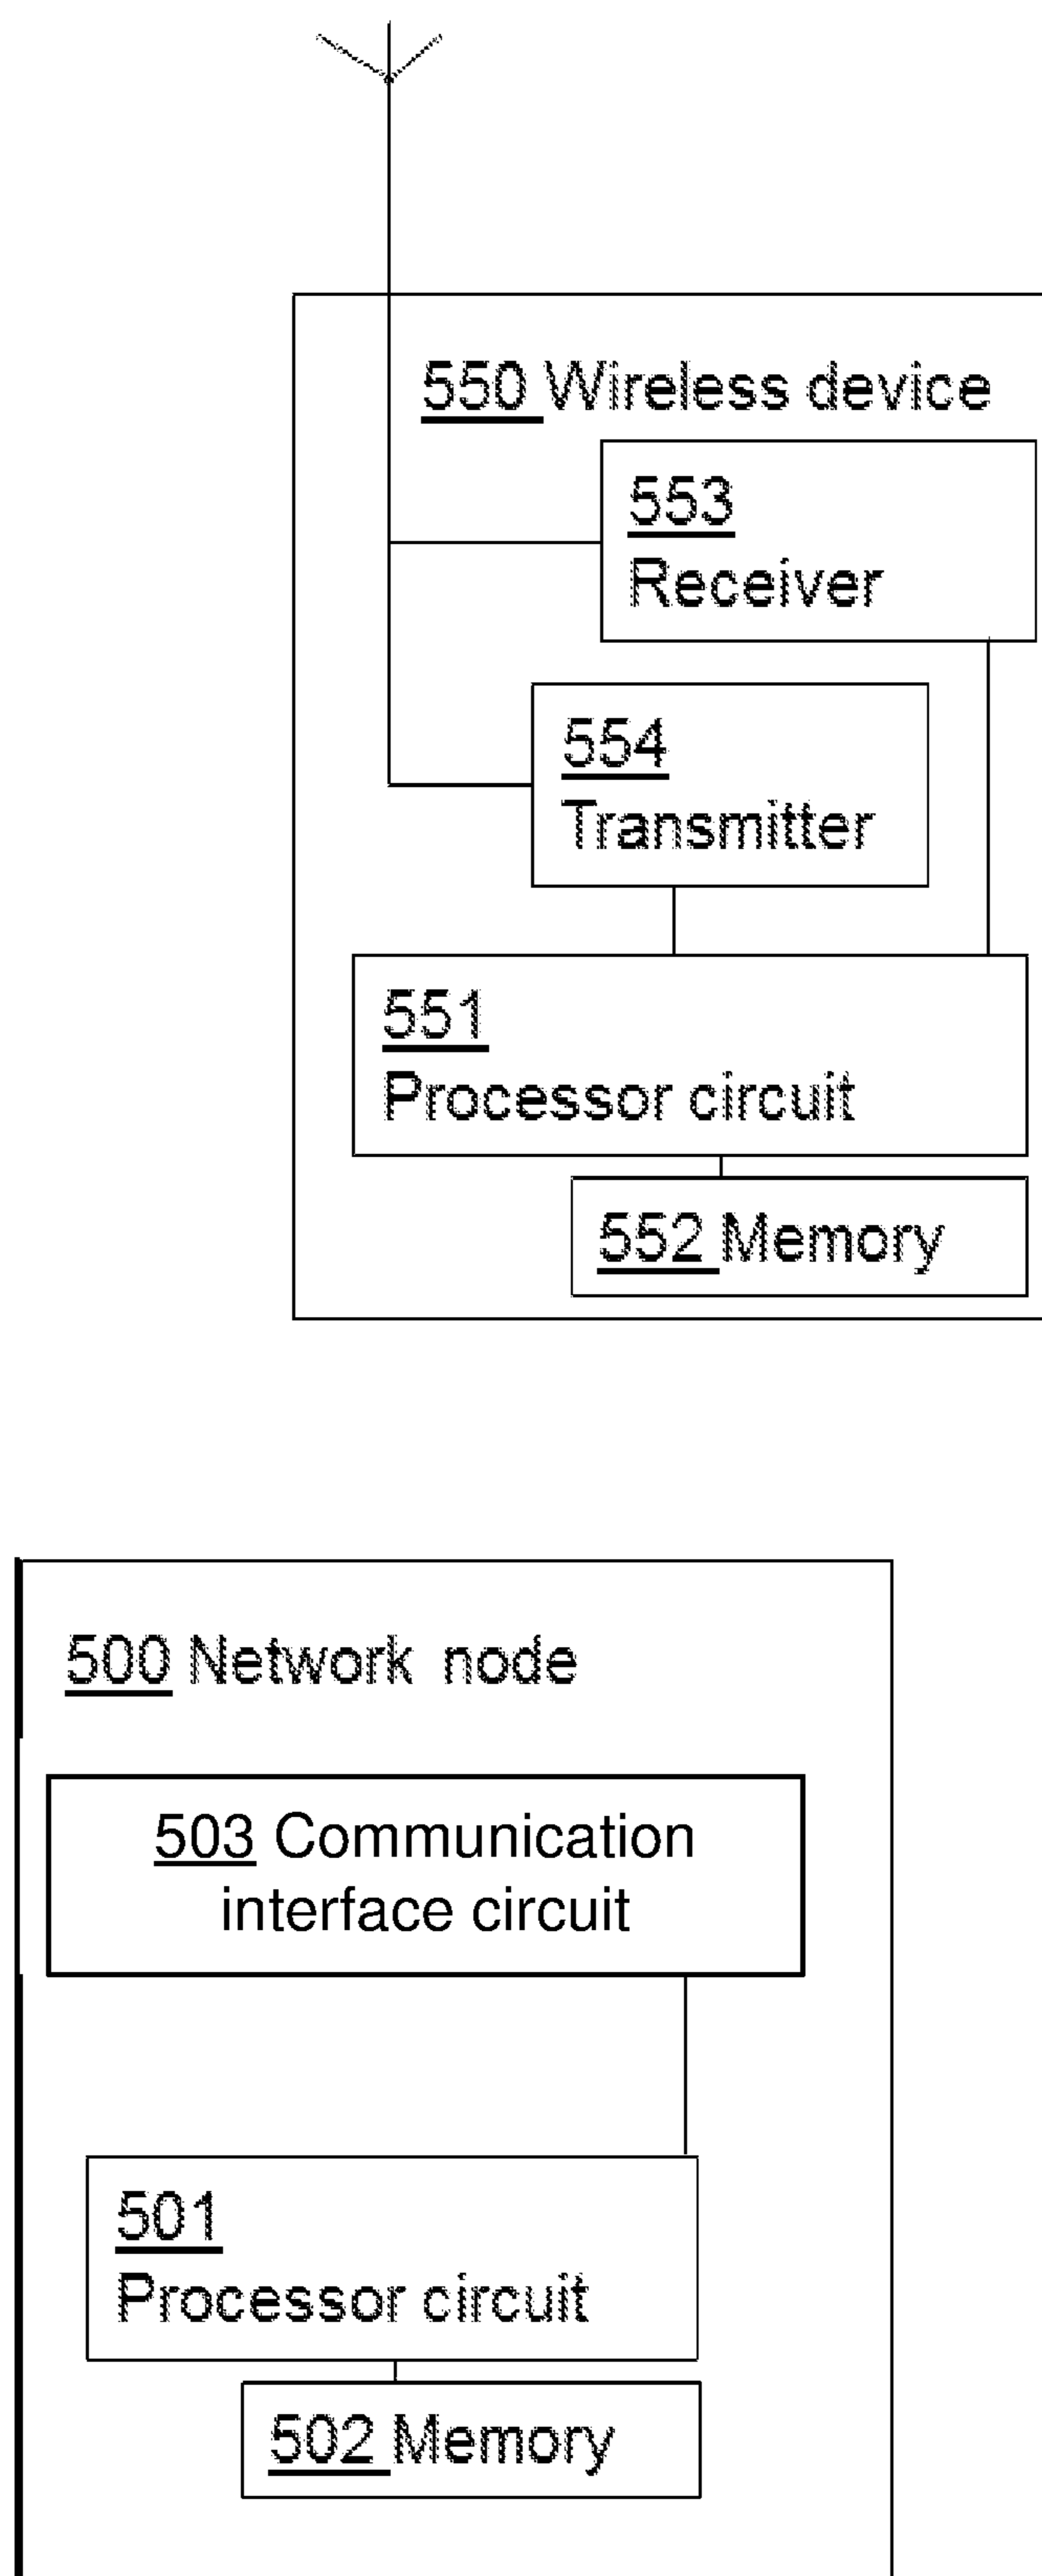 550 Wireless device
553
Receiver
554
Transmitter
551
Processor circuit
552 Memory
500 Network node
503 Communication
interface circuit
501
Processor circuit
502 Memory